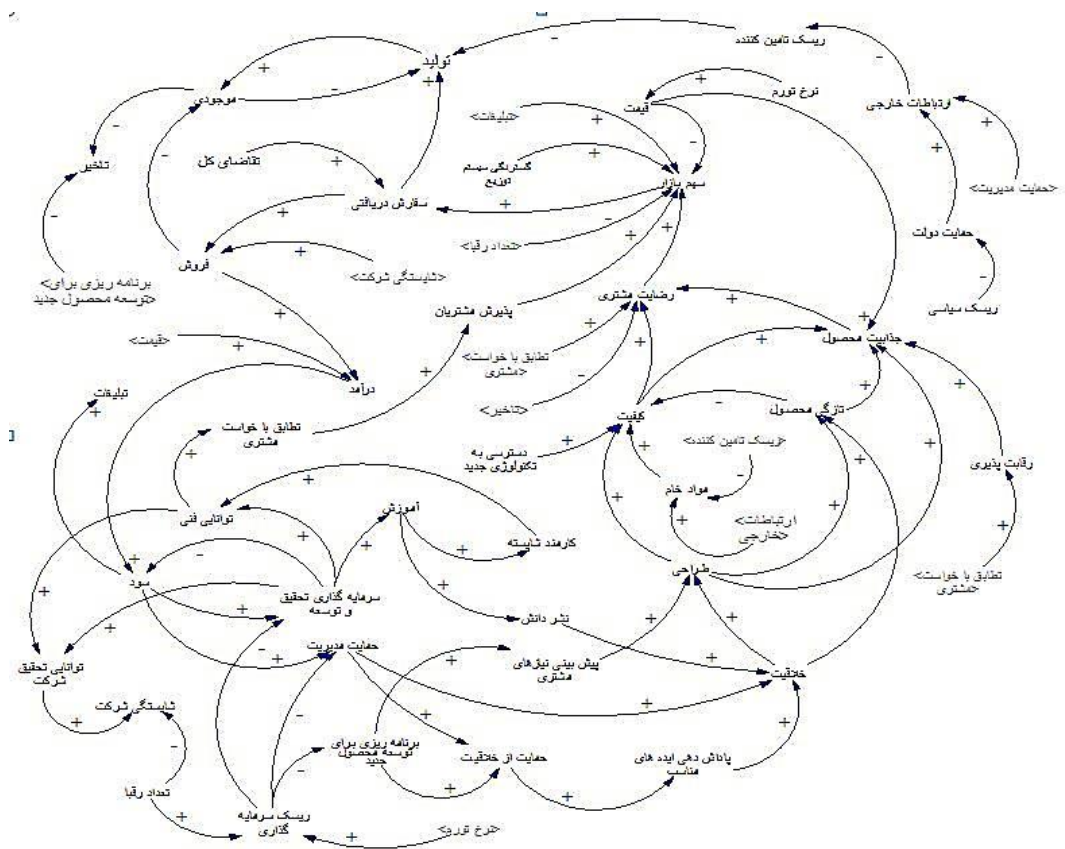 ریسک تامین کننده
تولید
موجودی
نرخ تورم
قیمت
ارتباطات خارجی
<تبلیغات>
تاخیر
تقاضای کل
گستردگی سیستم
توزیع
سهم بازار
<حمایت مدیریت>
سفارش دریافتی
حمایت دولت
<تعداد رقبا>
فروش
<شایستگی شرکت>
<برنامه ریزی برای
توسعه محصول جدید>
رضایت مشتری
ریسک سیاسی
پذیرش مشتریان
<قیمت>
جذابیت محصول
<تطابق با خواست
مشتری>
درآمد
تبلیغات
<تاخیر>
کیفیت
تازگی محصول
تطابق با خواست
مشتری
<ریسک تامین کننده>
دسترسی به
تکنولوژی جدید
رقابت پذیری
مواد خام
آموزش
توانایی فنی
<ارتباطات
خارجی>
کارمند شایسته
طراحی
<تطابق با خواست
مشتری>
سود
سرمایه گذاری تحقیق
و توسعه
نشر دانش
حمایت مدیریت
توانایی تحقیق
شرکت
پیش بینی نیازهای
مشتری
خلاقیت
شایستگی شرکت
برنامه ریزی برای
توسعه محصول
جدید
حمایت از خلاقیت
پاداش دهی ایده های
مناسب
تعداد رقبا
ریسک سرمایه
گذاری